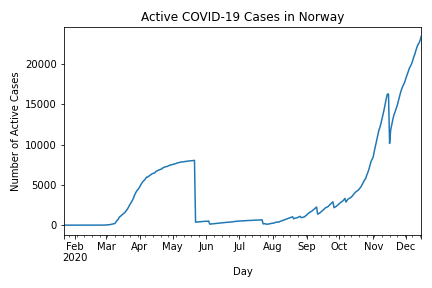 Active COVID-19 Cases in Norway
Number of Active Cases
20000
15000
10000
5000
0
Feb Mar Apr May Jun Jul Aug Sep Oct Nov Dec
2020
Day